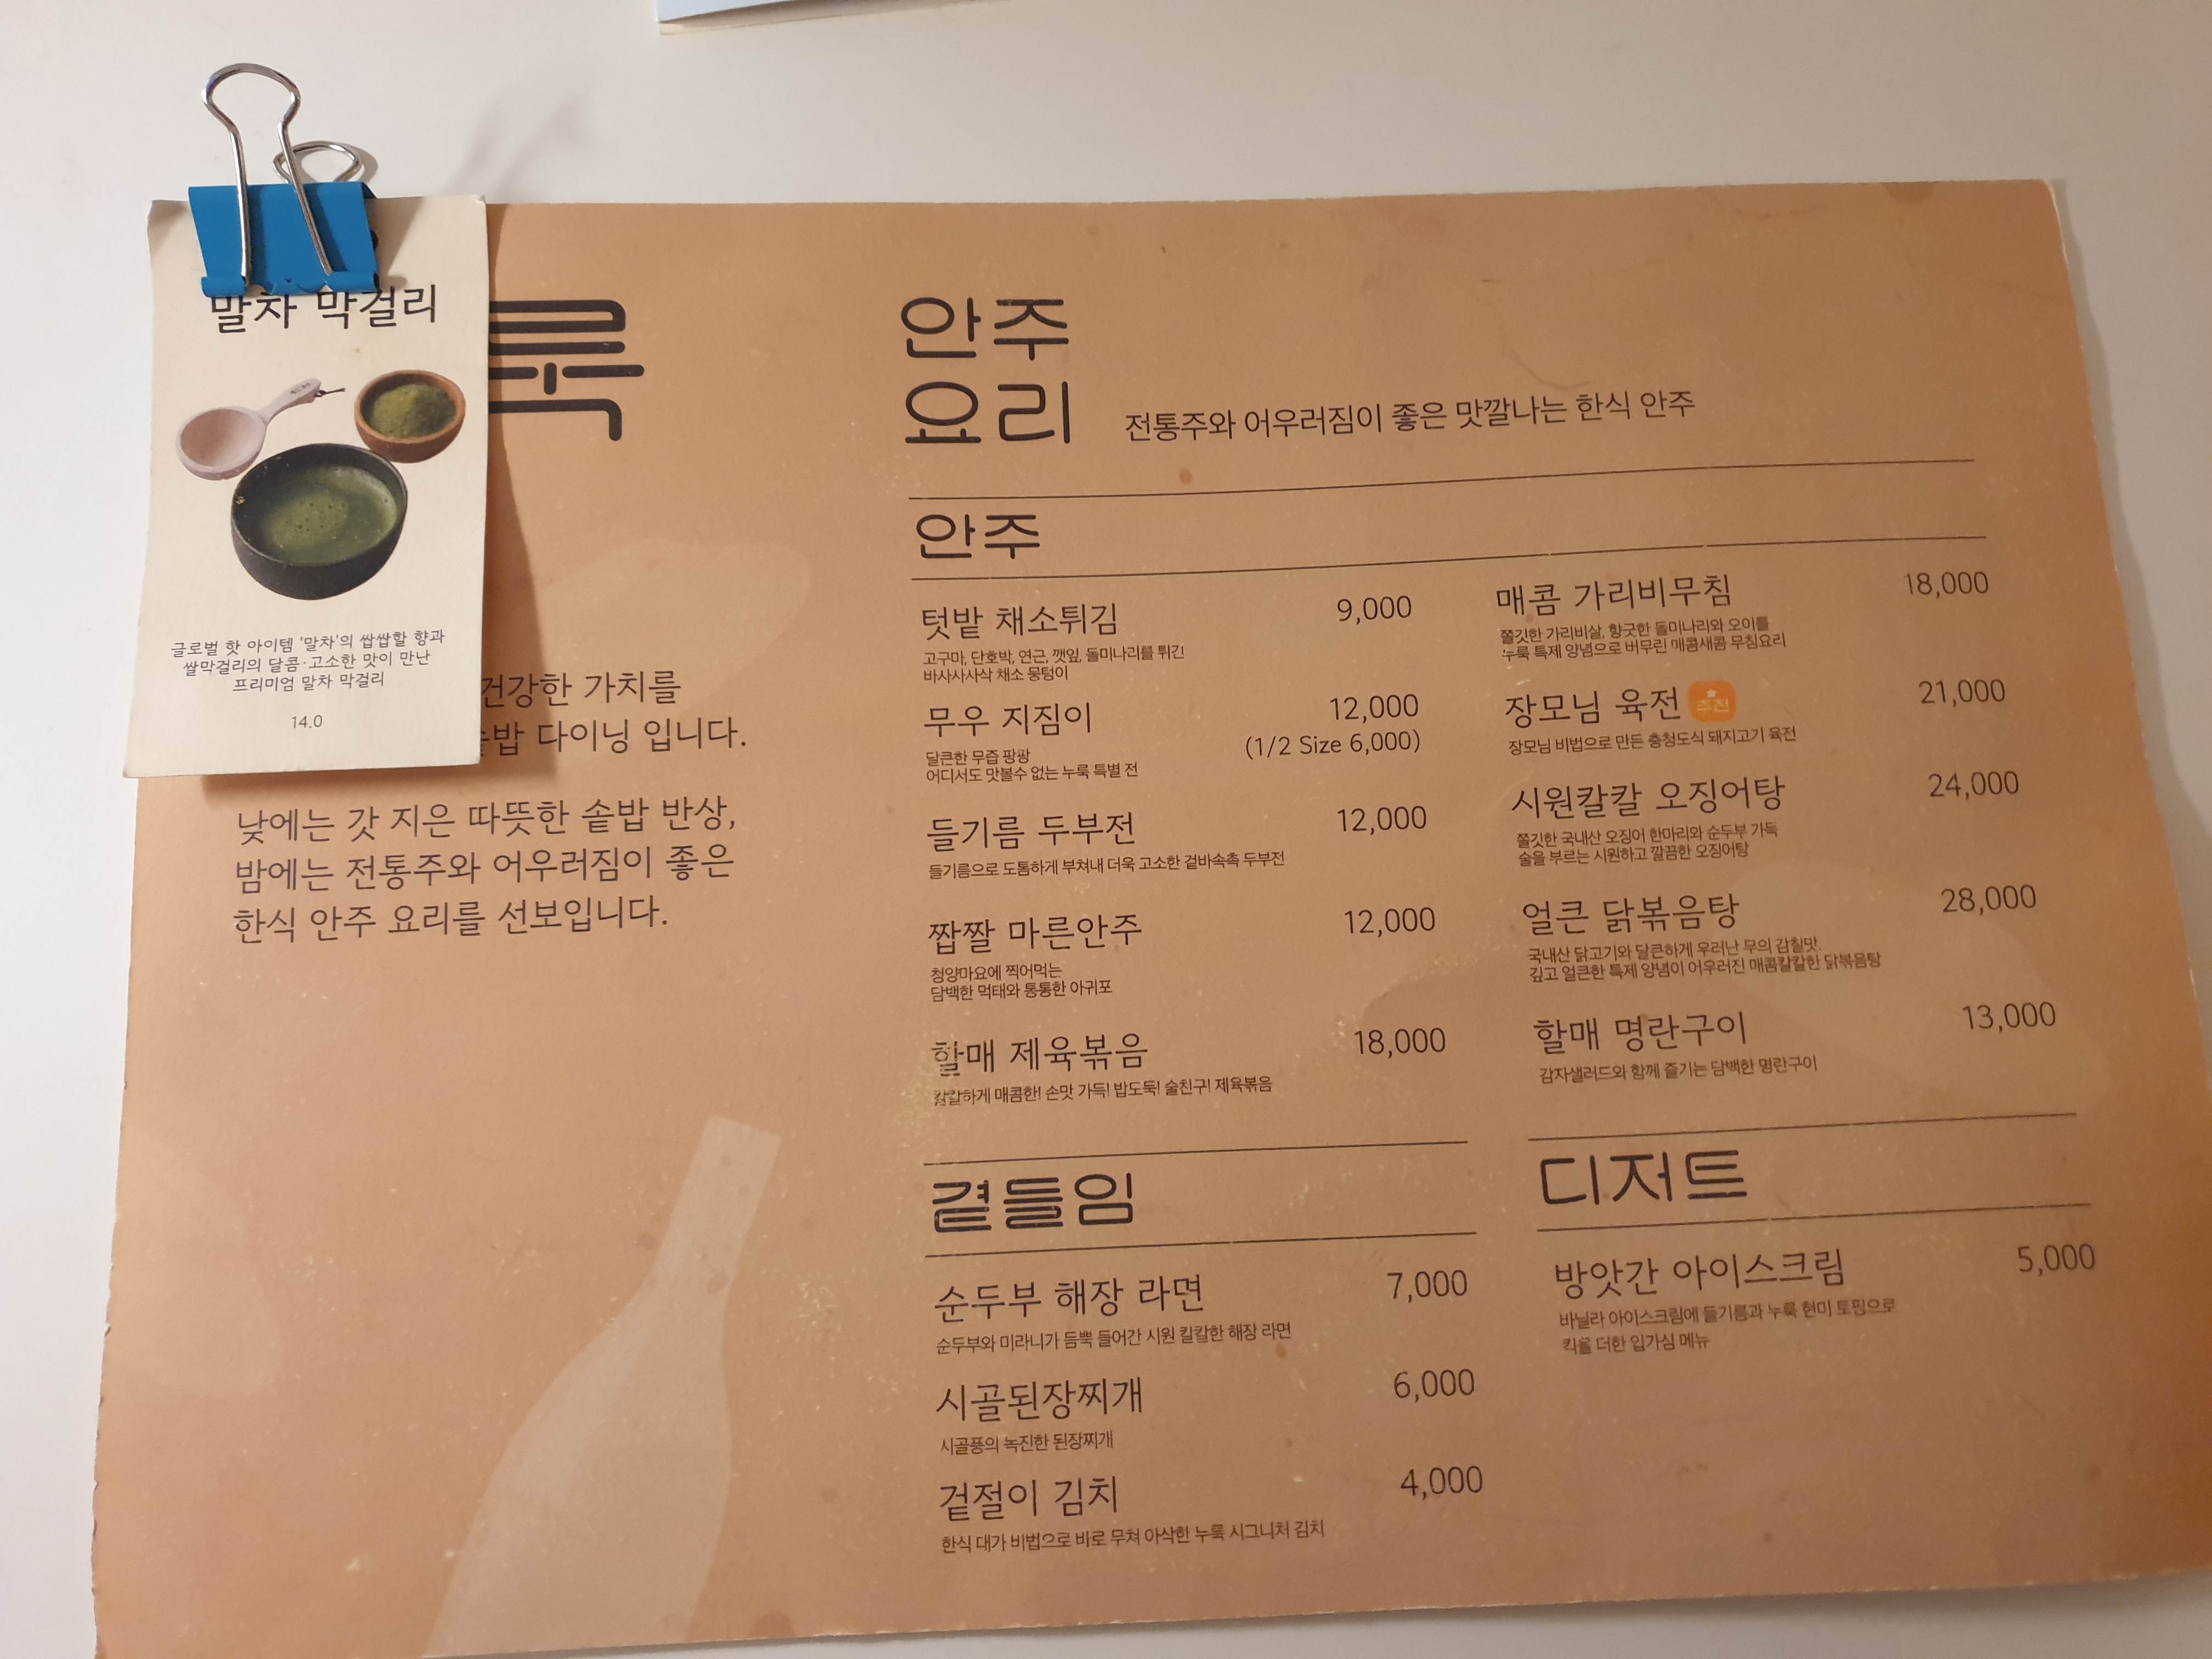 말차 막걸리
글로벌 핫 아이템 '말차'의 쌉쌉할 향과
쌀막걸리의 달콤·고소한 맛이 만난
프리미엄 말차 막걸리
14.0
룩
건강한 가치를
솥밥 다이닝 입니다.
낮에는 갓 지은 따뜻한 솥밥 반상,
밤에는 전통주와 어우러짐이 좋은
한식 안주 요리를 선보입니다.
안주
요리
전통주와 어우러짐이 좋은 맛깔나는 한식 안주
안주
텃밭 채소튀김 9,000
고구마, 단호박, 연근, 깻잎, 돌미나리를 튀긴
바사사사삭 채소 뭉텅이
무우 지짐이 12,000
(1/2 Size 6,000)
달큰한 무즙 팡팡
어디서도 맛볼수 없는 누룩 특별 전
들기름 두부전 12,000
들기름으로 도톰하게 부쳐내 더욱 고소한 겉바속촉 두부전
짭짤 마른안주 12,000
청양마요에 찍어먹는
담백한 먹태와 통통한 아귀포
할매 제육볶음 18,000
칼칼하게 매콤한! 손맛 가득! 밥도둑! 술친구! 제육볶음
매콤 가리비무침 18,000
쫄깃한 가리비살, 향긋한 돌미나리와 오이를
누룩 특제 양념으로 버무린 매콤새콤 무침요리
장모님 육전 추천 21,000
장모님 비법으로 만든 충청도식 돼지고기 육전
시원칼칼 오징어탕 24,000
쫄깃한 국내산 오징어 한마리와 순두부 가득
술을 부르는 시원하고 깔끔한 오징어탕
얼큰 닭볶음탕 28,000
국내산 닭고기와 달큰하게 우러난 무의 감칠맛.
깊고 얼큰한 특제 양념이 어우러진 매콤칼칼한 닭볶음탕
할매 명란구이 13,000
감자샐러드와 함께 즐기는 담백한 명란구이
곁들임
순두부 해장 라면 7,000
순두부와 미라니가 듬뿍 들어간 시원 칼칼한 해장 라면
시골된장찌개 6,000
시골풍의 녹진한 된장찌개
겉절이 김치 4,000
한식 대가 비법으로 바로 무쳐 아삭한 누룩 시그니처 김치
디저트
방앗간 아이스크림 5,000
바닐라 아이스크림에 들기름과 누룩 현미 토핑으로
킥을 더한 입가심 메뉴